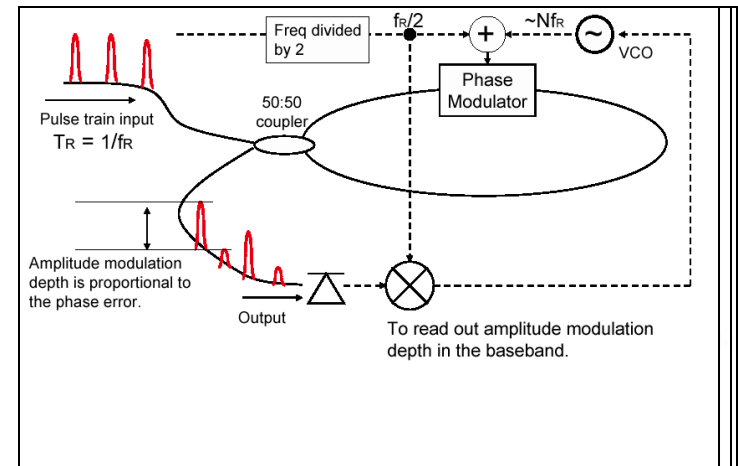 Freq divided
by 2
fR/2
+
~NfR
~
VCO
Phase
Modulator
50:50
coupler
Pulse train input
TR = 1/fR
Amplitude modulation
depth is proportional to
the phase error.
Output
To read out amplitude modulation
depth in the baseband.